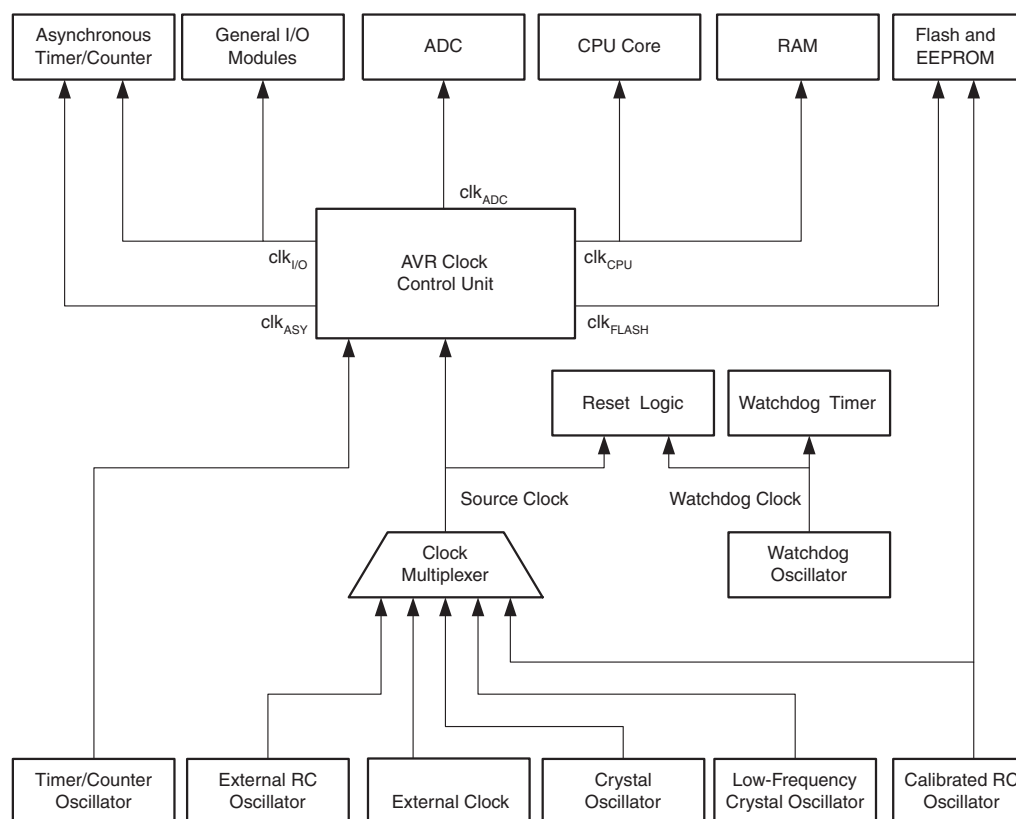 Asynchronous
Timer/Counter
General I/O
Modules
ADC
CPU Core
RAM
Flash and
EEPROM
clkADC
clkI/O
AVR Clock
Control Unit
clkCPU
clkASY
clkFLASH
Reset Logic
Watchdog Timer
Source Clock
Watchdog Clock
Clock
Multiplexer
Watchdog
Oscillator
Timer/Counter
Oscillator
External RC
Oscillator
External Clock
Crystal
Oscillator
Low-Frequency
Crystal Oscillator
Calibrated RC
Oscillator